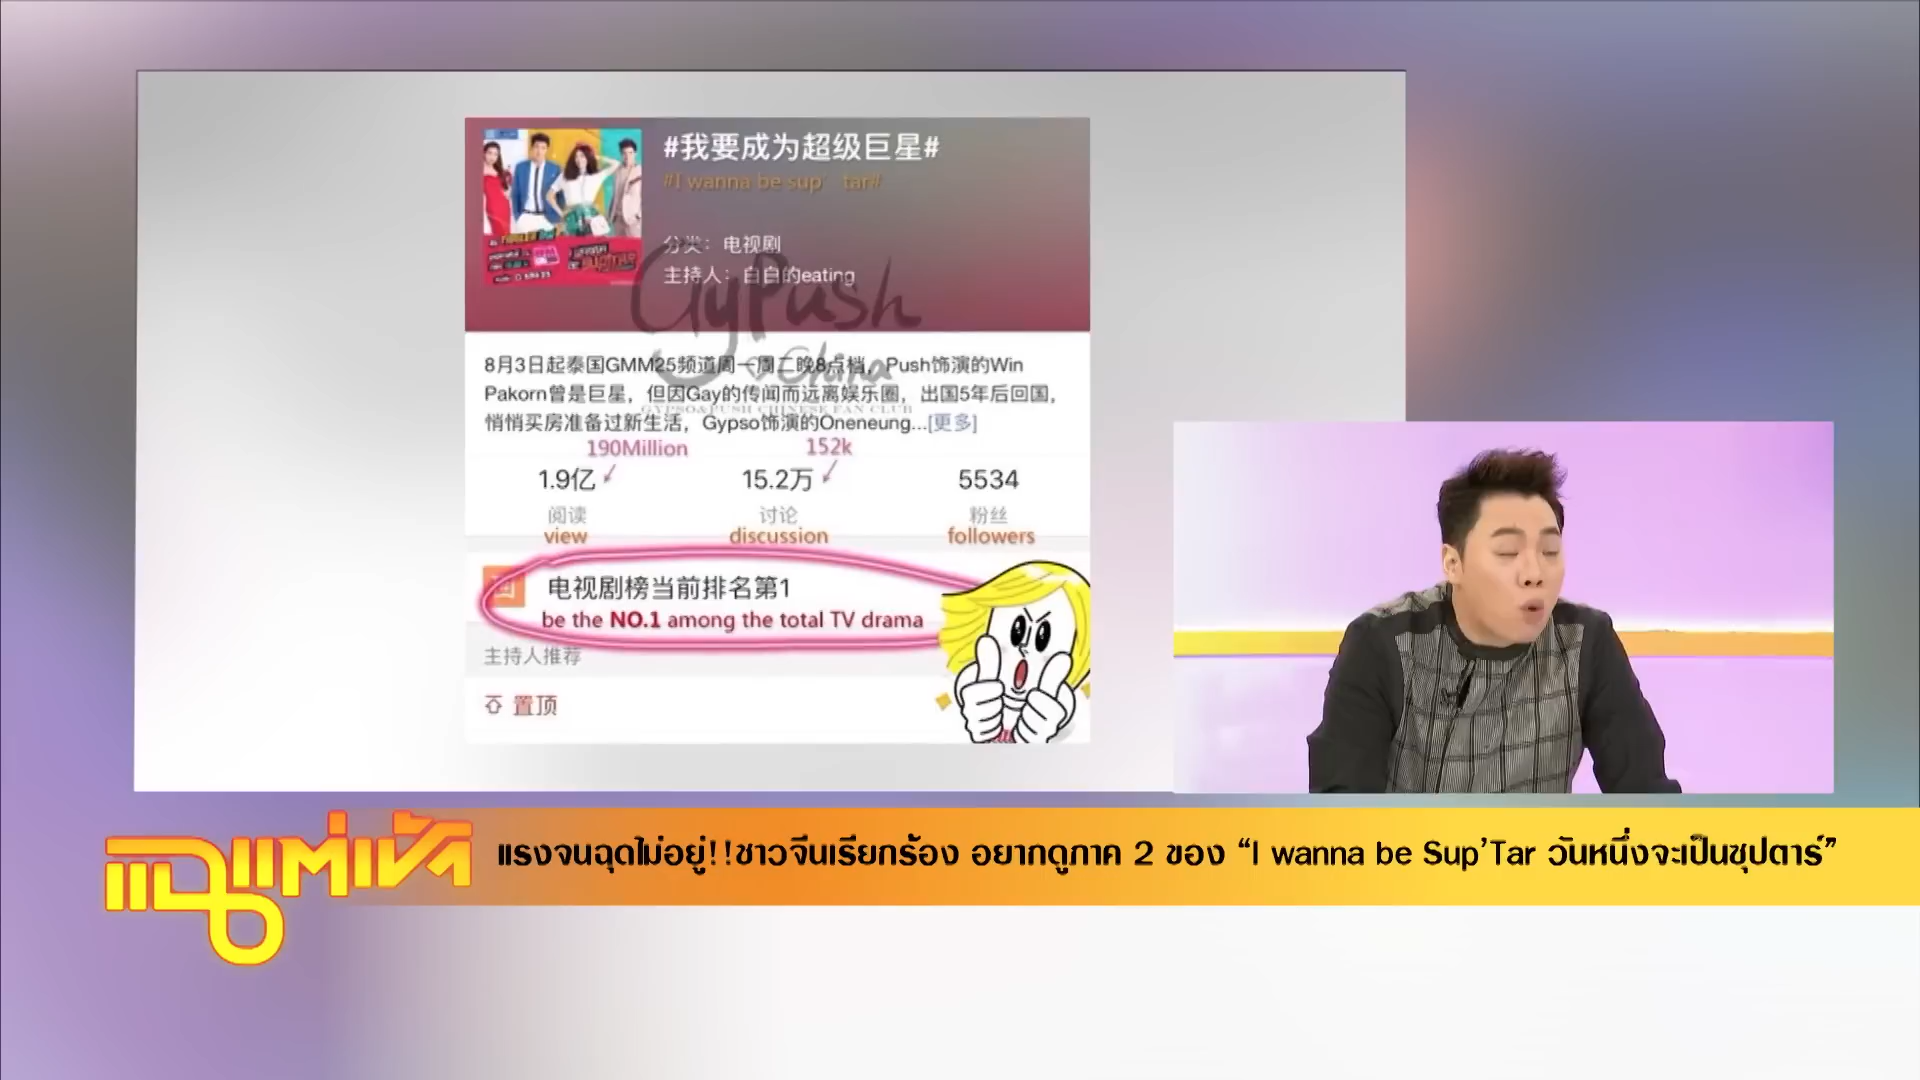 #我要成为超级巨星#
#I wanna be sup' tar#
分类：电视剧
主持人：白白的eating
GyPush
China
GYPSO&PUSH CHINESE FAN CLUB
8月3日起泰国GMM25频道周一周二晚8点档，Push饰演的Win
Pakorn曾是巨星，但因Gay的传闻而远离娱乐圈，出国5年后回国，
悄悄买房准备过新生活，Gypso饰演的Oneneung...[更多]
190Million 152k
1.9亿 15.2万 5534
阅读 讨论 粉丝
view discussion followers
电视剧榜当前排名第1
be the NO.1 among the total TV drama
主持人推荐
置顶
แฉแต่เช้า
แรงจนฉุดไม่อยู่!!ชาวจีนเรียกร้อง อยากดูภาค 2 ของ “I wanna be Sup’Tar วันหนึ่งจะเป็นซุปตาร์”